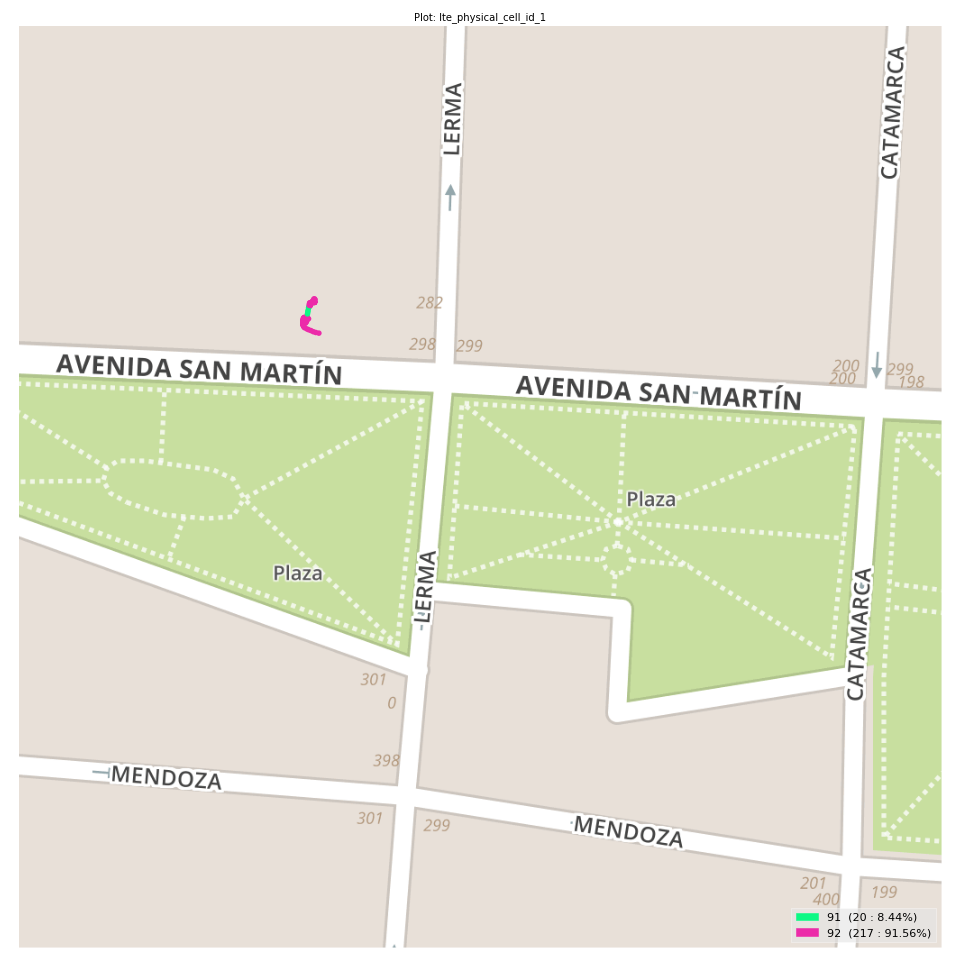 Plot: lte_physical_cell_id_1
LERMA
CATAMARCA
282
298
299
200
200
299
198
AVENIDA SAN MARTÍN
AVENIDA SAN MARTÍN
Plaza
Plaza
LERMA
CATAMARCA
301
0
398
MENDOZA
301
299
MENDOZA
201
400
199
91 (20 : 8.44%)
92 (217 : 91.56%)